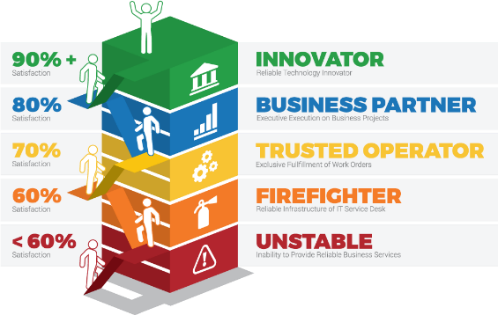 90% +
Satisfaction
INNOVATOR
Reliable Technology Innovator
80%
Satisfaction
BUSINESS PARTNER
Executive Execution on Business Projects
70%
Satisfaction
TRUSTED OPERATOR
Exclusive Fulfillment of Work Orders
60%
Satisfaction
FIREFIGHTER
Reliable Infrastructure of IT Service Desk
< 60%
Satisfaction
UNSTABLE
Inability to Provide Reliable Business Services